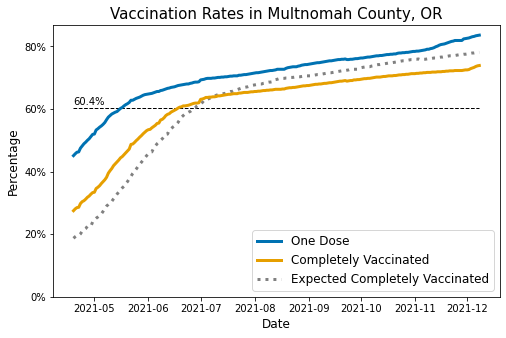 Vaccination Rates in Multnomah County, OR
80%
60%
40%
20%
0%
Percentage
60.4%
One Dose
Completely Vaccinated
Expected Completely Vaccinated
2021-05 2021-06 2021-07 2021-08 2021-09 2021-10 2021-11 2021-12
Date